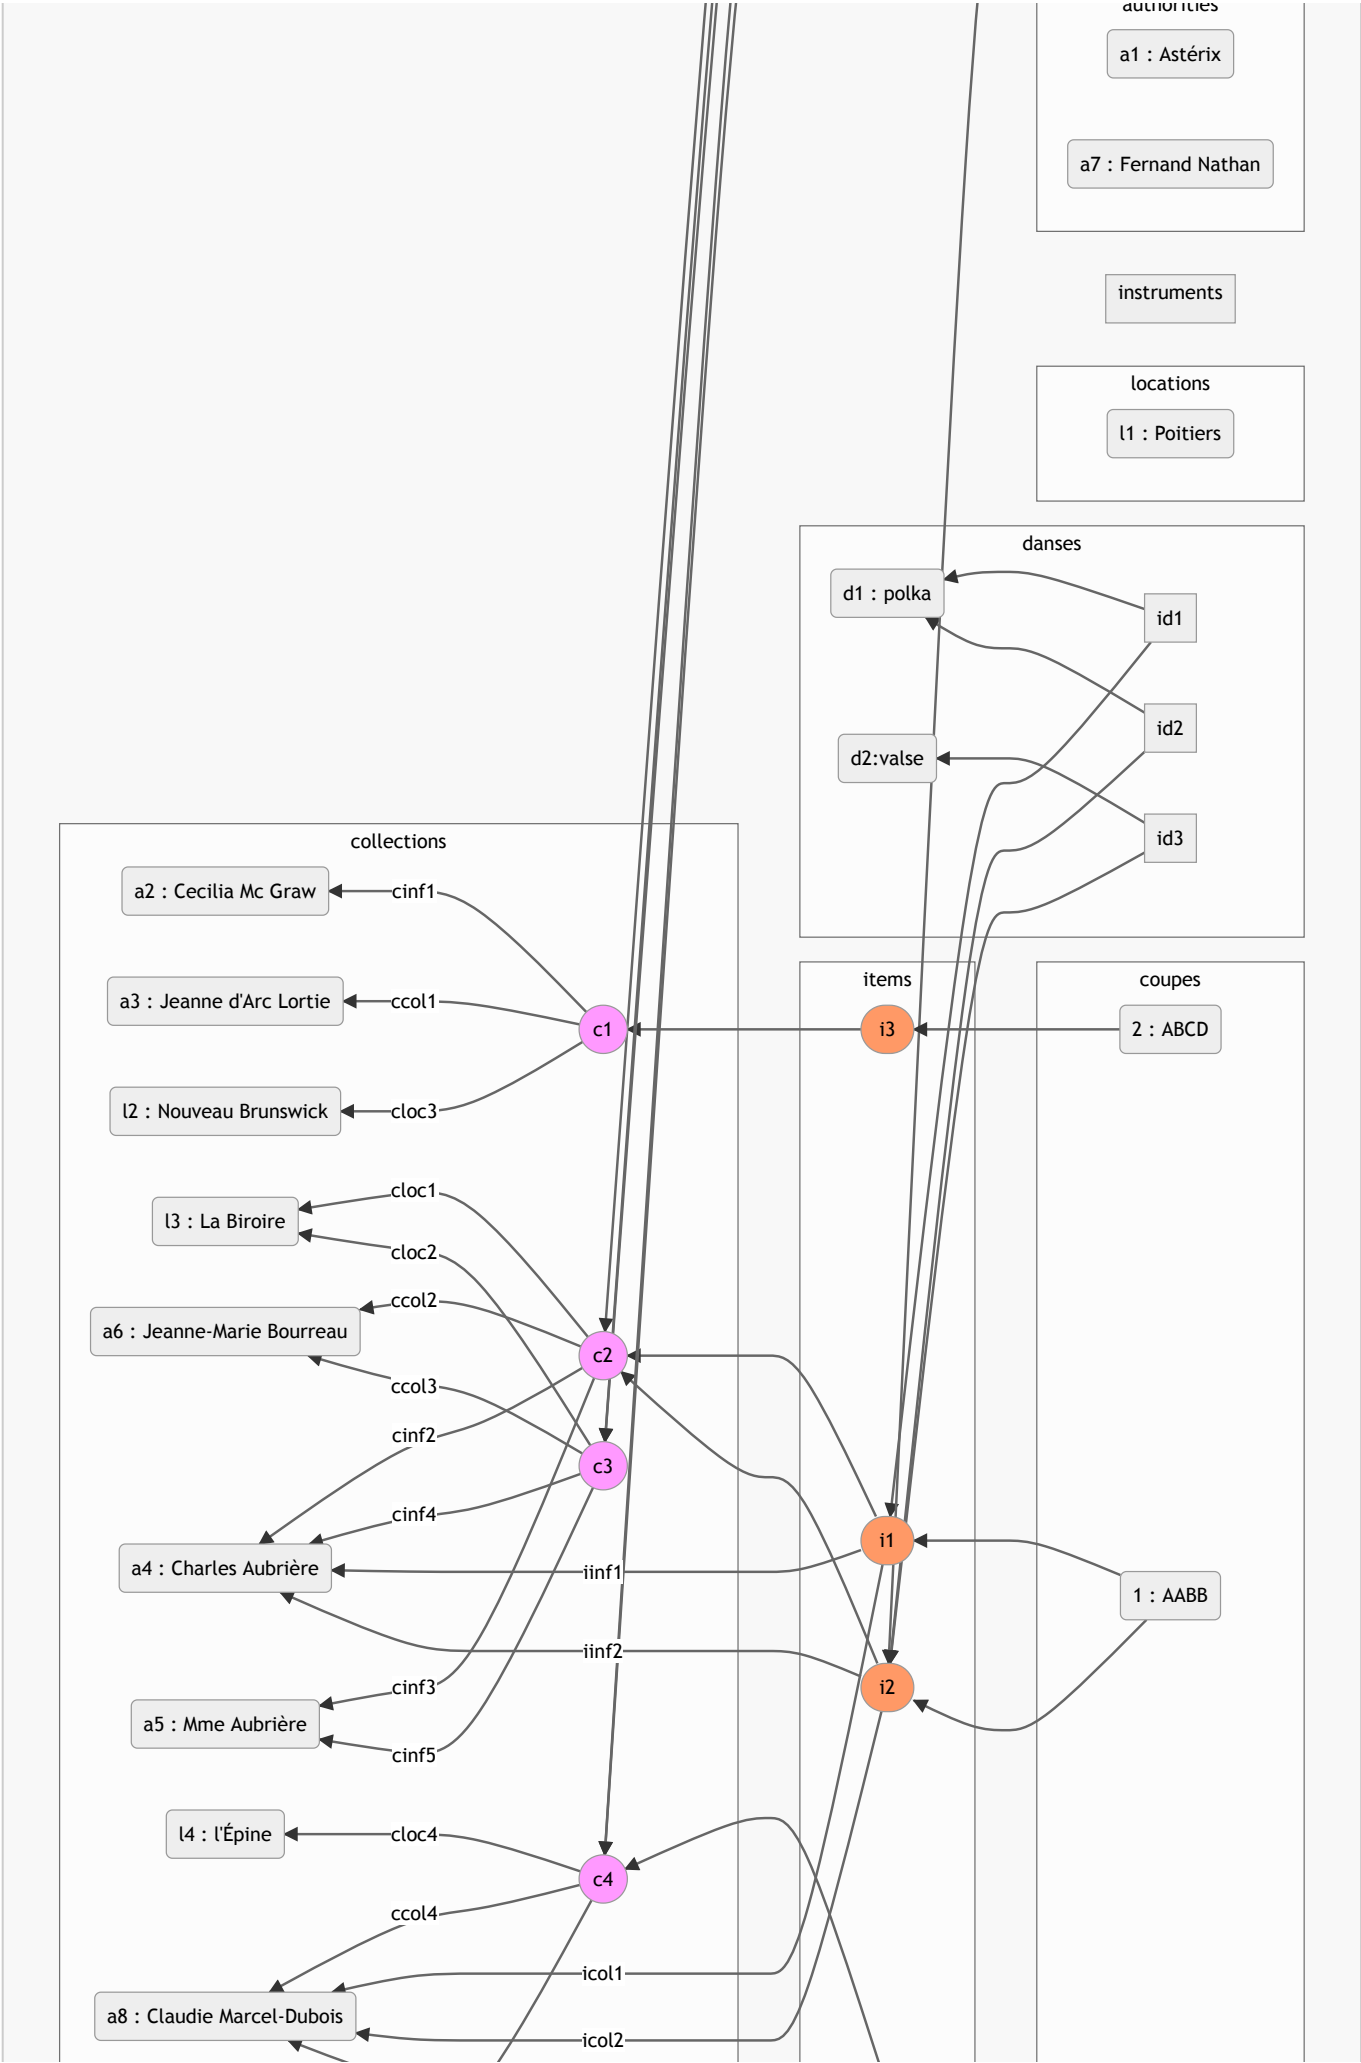 authorities
a1 : Astérix
a7 : Fernand Nathan
instruments
locations
l1 : Poitiers
danses
d1 : polka
id1
id2
d2:valse
id3
collections
a2 : Cecilia Mc Graw
cinf1
a3 : Jeanne d'Arc Lortie
ccol1
c1
l2 : Nouveau Brunswick
cloc3
items
i3
coupes
2 : ABCD
cloc1
l3 : La Biroire
cloc2
ccol2
a6 : Jeanne-Marie Bourreau
c2
ccol3
cinf2
c3
cinf4
a4 : Charles Aubrière
iinf1
i1
1 : AABB
iinf2
cinf3
i2
a5 : Mme Aubrière
cinf5
l4 : l'Épine
cloc4
c4
ccol4
icol1
a8 : Claudie Marcel-Dubois
icol2